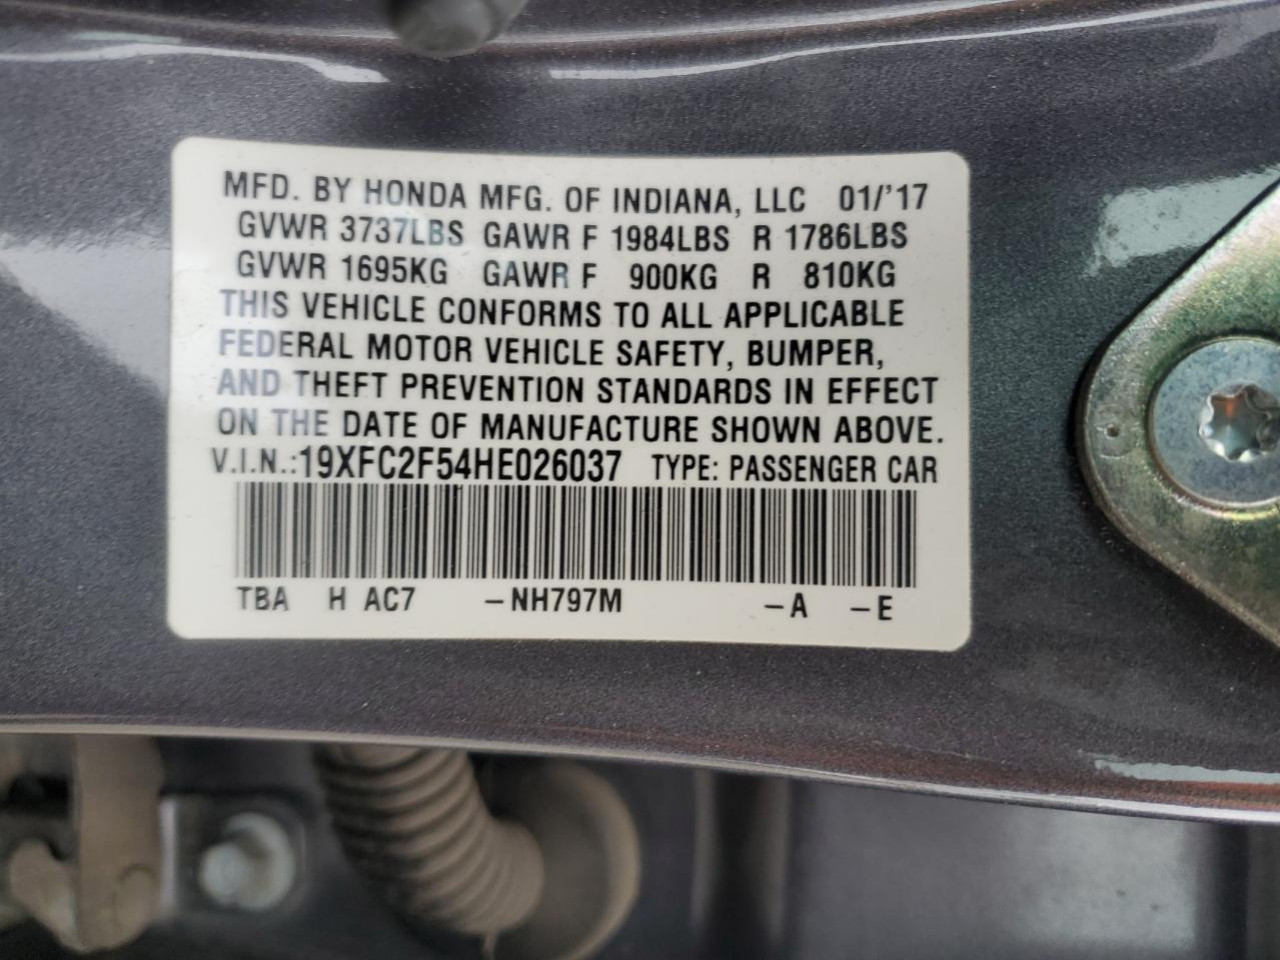 MFD. BY HONDA MFG. OF INDIANA, LLC 01/'17
GVWR 3737LBS GAWR F 1984LBS R 1786LBS
GVWR 1695KG GAWR F 900KG R 810KG
THIS VEHICLE CONFORMS TO ALL APPLICABLE
FEDERAL MOTOR VEHICLE SAFETY, BUMPER,
AND THEFT PREVENTION STANDARDS IN EFFECT
ON THE DATE OF MANUFACTURE SHOWN ABOVE.
V.I.N.:19XFC2F54HE026037 TYPE: PASSENGER CAR
TBA H AC7 –NH797M –A –E